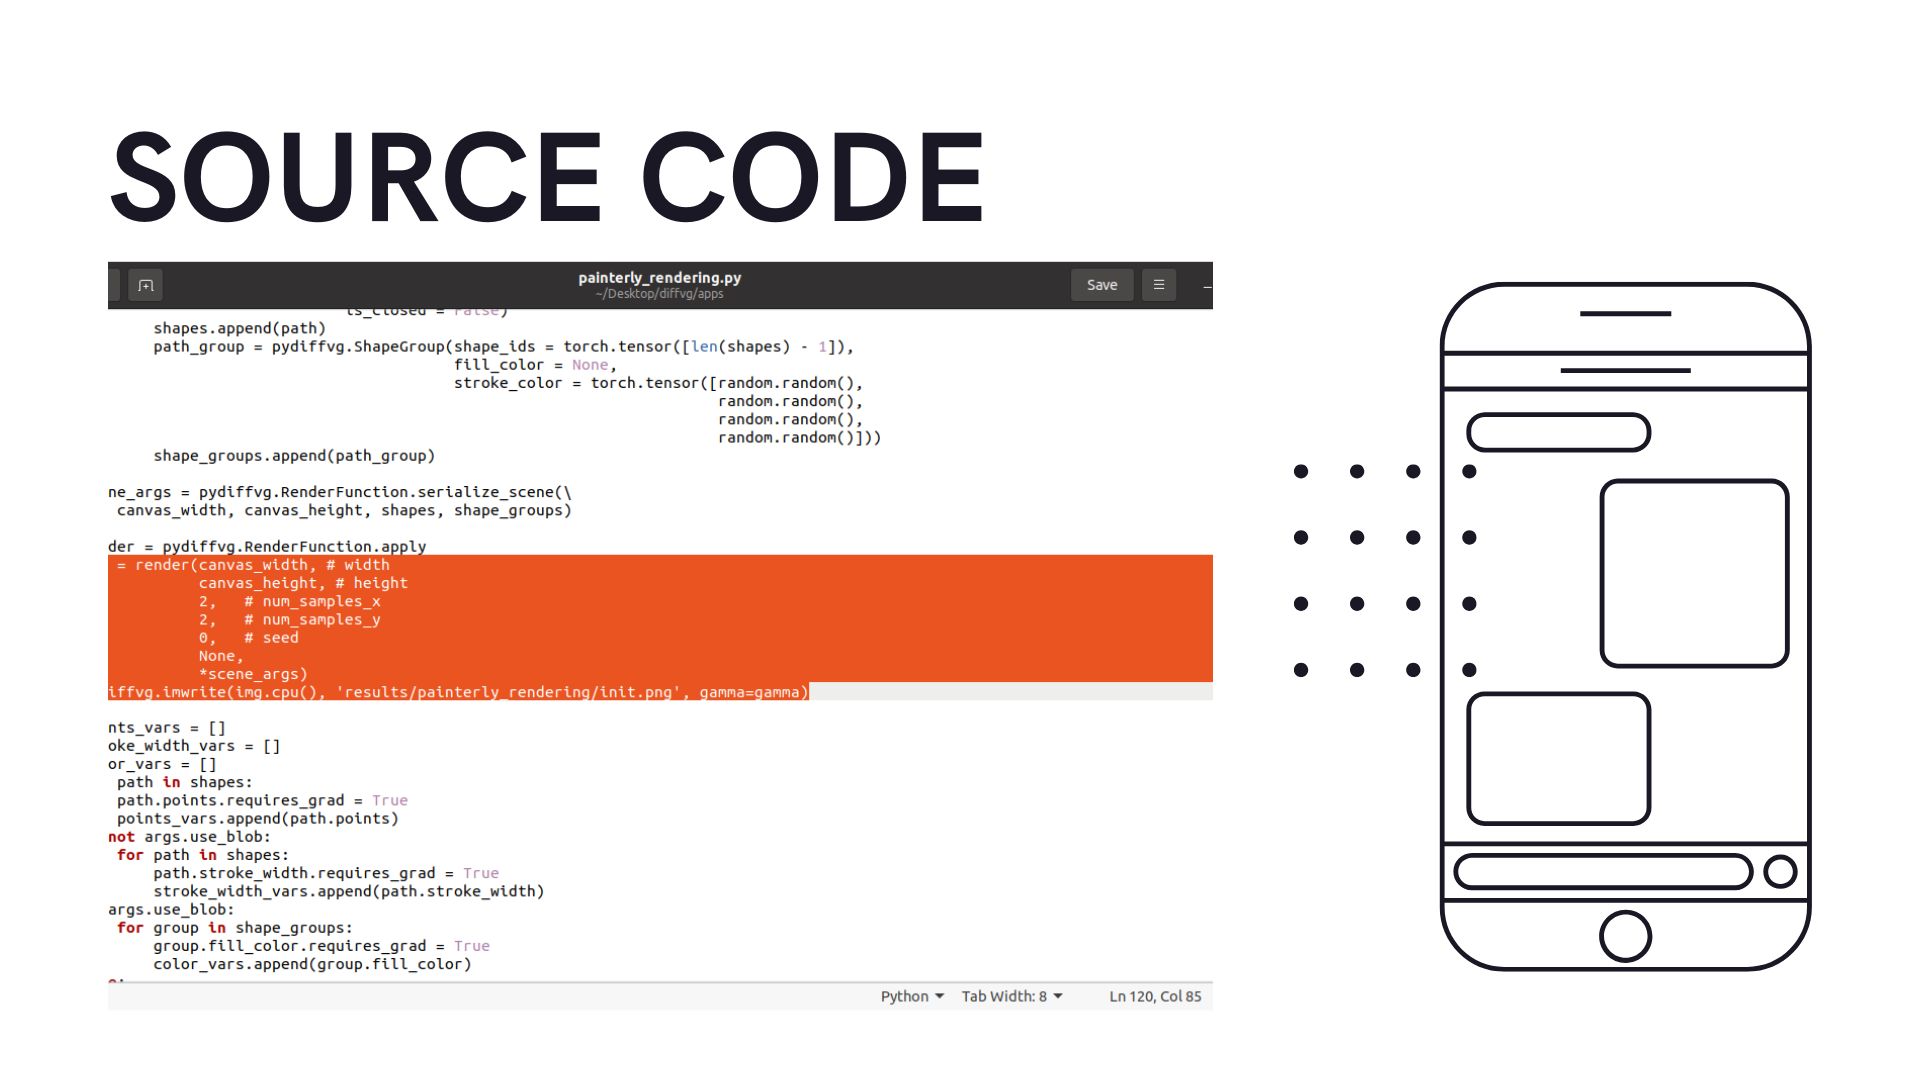 SOURCE CODE
painterly_rendering.py
~/Desktop/diffvg/apps
Save
is_closed = False)
shapes.append(path)
path_group = pydiffvg.ShapeGroup(shape_ids = torch.tensor([len(shapes) - 1]),
fill_color = None,
stroke_color = torch.tensor([random.random(),
random.random(),
random.random(),
random.random()]))
shape_groups.append(path_group)
ne_args = pydiffvg.RenderFunction.serialize_scene(\
canvas_width, canvas_height, shapes, shape_groups)
der = pydiffvg.RenderFunction.apply
= render(canvas_width, # width
canvas_height, # height
2,   # num_samples_x
2,   # num_samples_y
0,   # seed
None,
*scene_args)
iffvg.imwrite(img.cpu(), 'results/painterly_rendering/init.png', gamma=gamma)
nts_vars = []
oke_width_vars = []
or_vars = []
path in shapes:
path.points.requires_grad = True
points_vars.append(path.points)
not args.use_blob:
for path in shapes:
path.stroke_width.requires_grad = True
stroke_width_vars.append(path.stroke_width)
args.use_blob:
for group in shape_groups:
group.fill_color.requires_grad = True
color_vars.append(group.fill_color)
Python
Tab Width: 8
Ln 120, Col 85